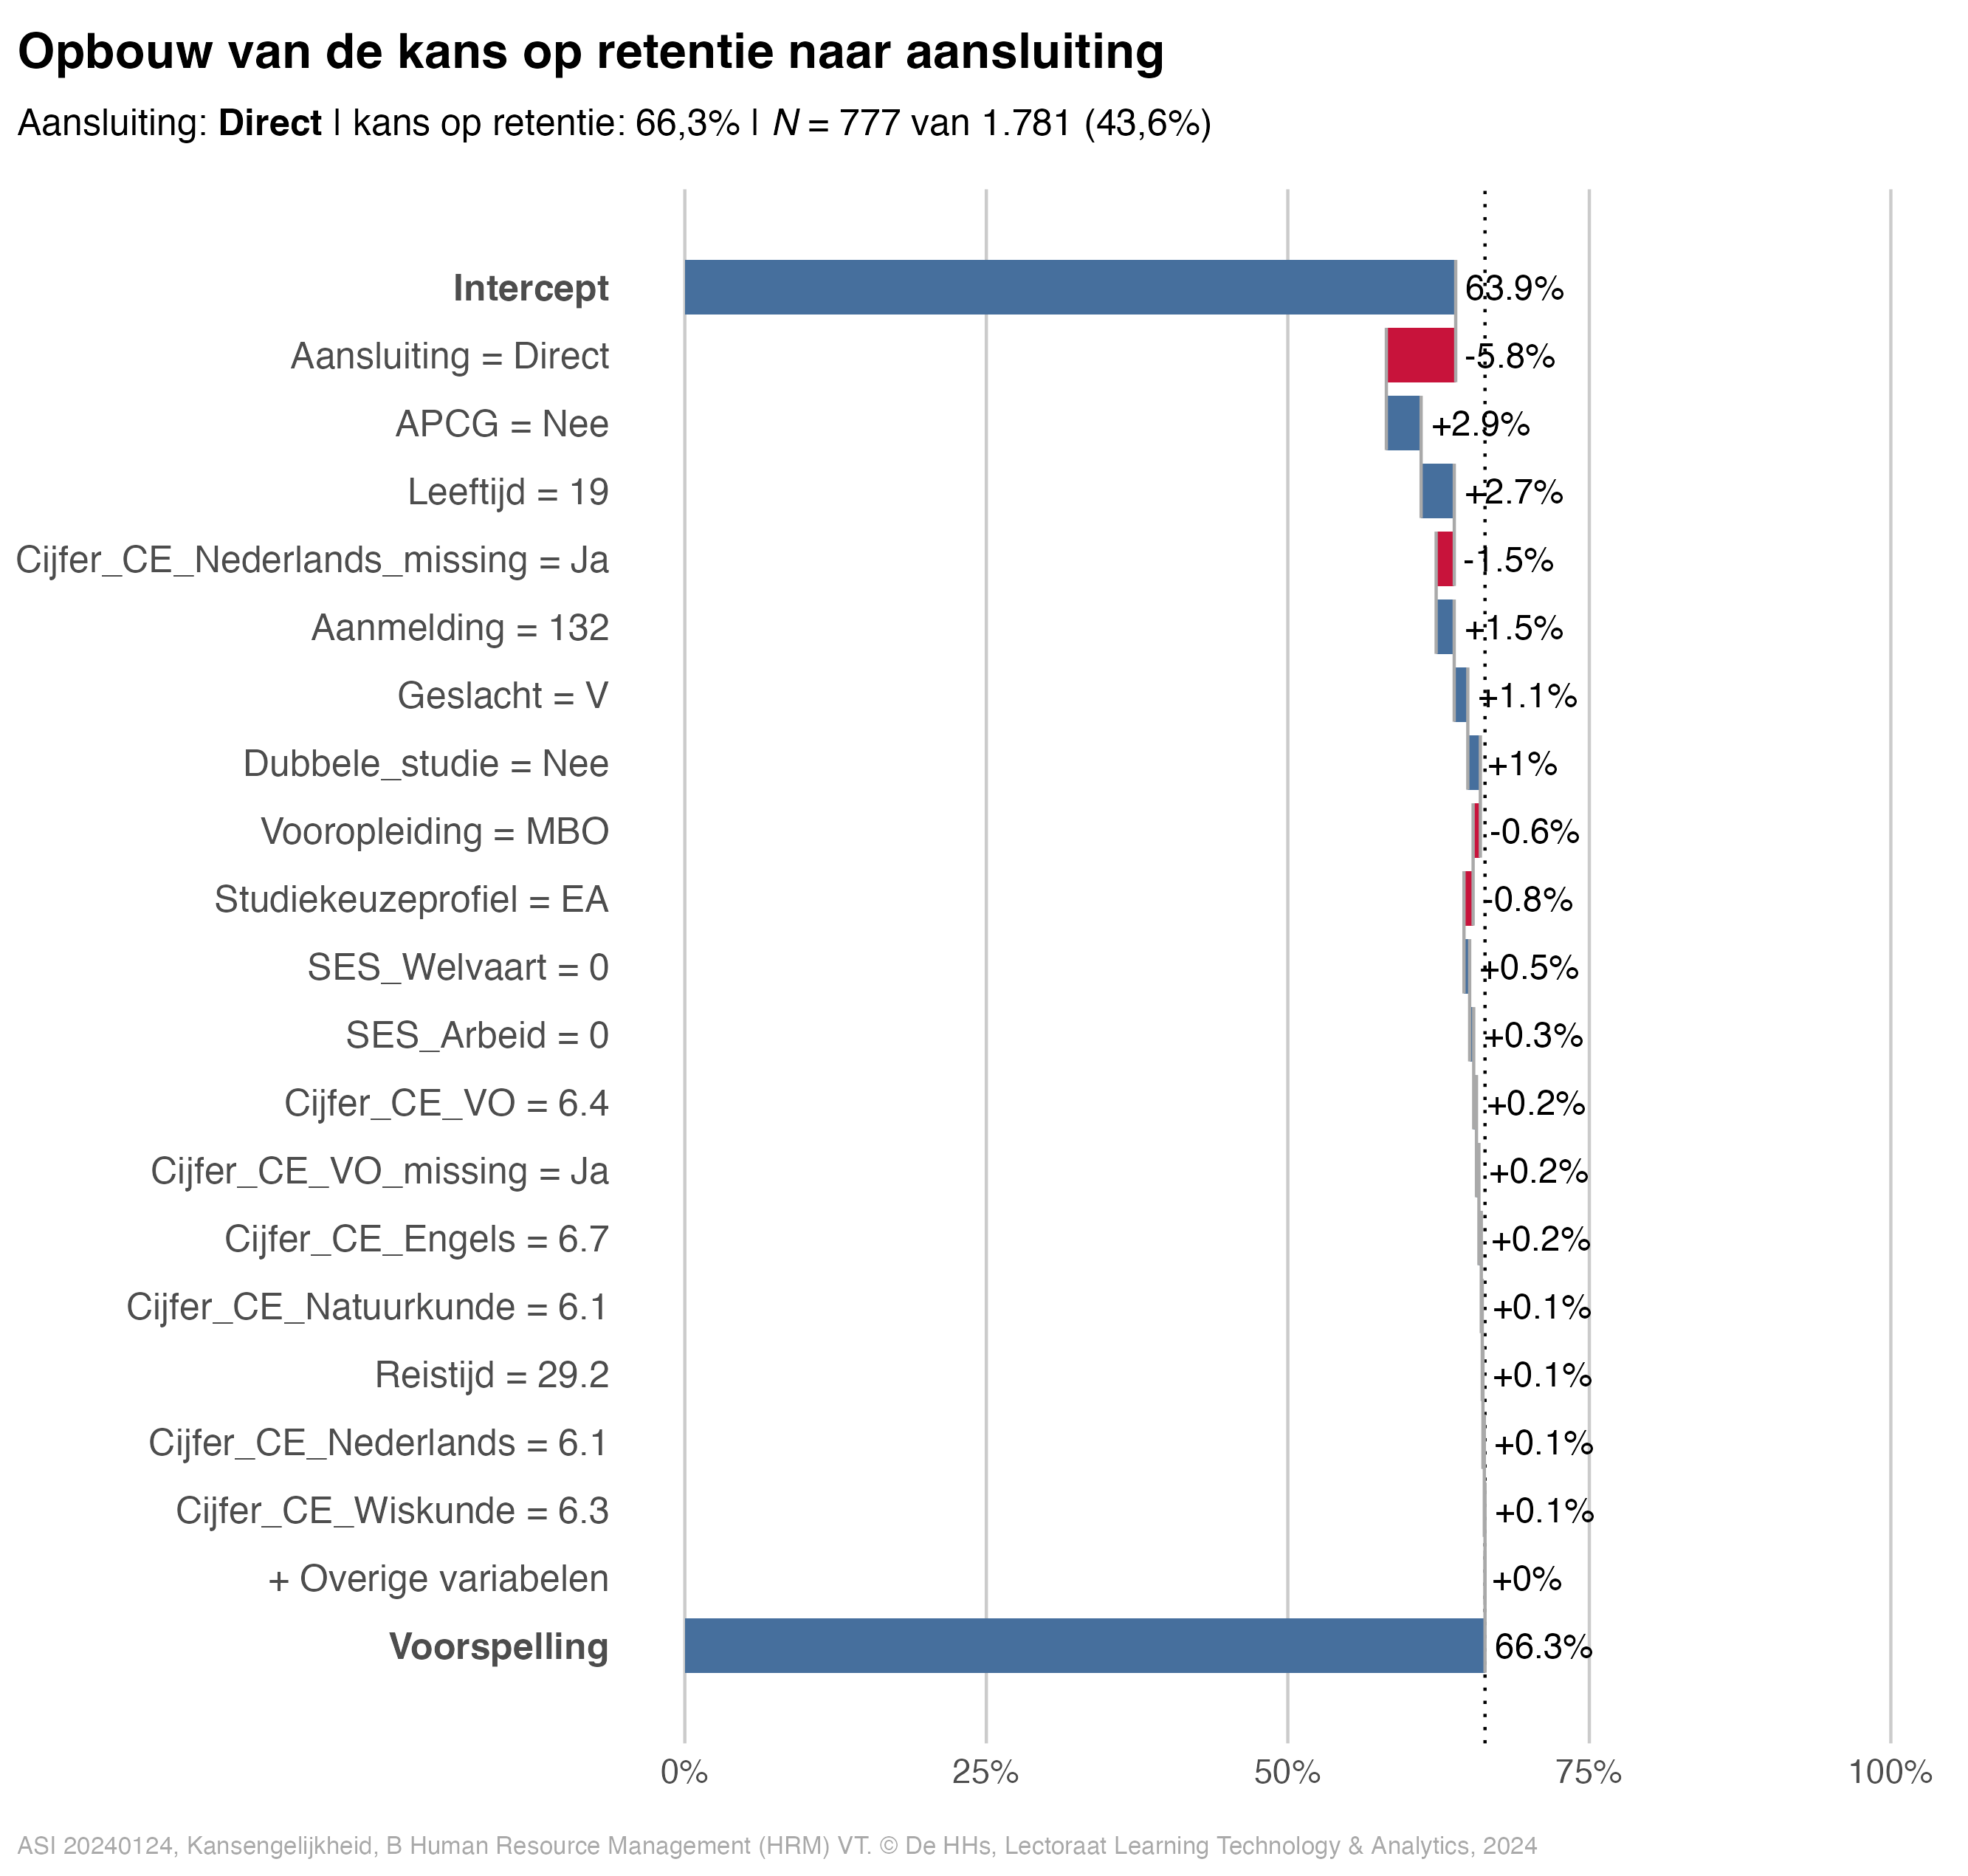 Opbouw van de kans op retentie naar aansluiting
Aansluiting: Direct | kans op retentie: 66,3% | N = 777 van 1.781 (43,6%)
Intercept 63.9%
Aansluiting = Direct -5.8%
APCG = Nee +2.9%
Leeftijd = 19 +2.7%
Cijfer_CE_Nederlands_missing = Ja -1.5%
Aanmelding = 132 +1.5%
Geslacht = V +1.1%
Dubbele_studie = Nee +1%
Vooropleiding = MBO -0.6%
Studiekeuzeprofiel = EA -0.8%
SES_Welvaart = 0 +0.5%
SES_Arbeid = 0 +0.3%
Cijfer_CE_VO = 6.4 +0.2%
Cijfer_CE_VO_missing = Ja +0.2%
Cijfer_CE_Engels = 6.7 +0.2%
Cijfer_CE_Natuurkunde = 6.1 +0.1%
Reistijd = 29.2 +0.1%
Cijfer_CE_Nederlands = 6.1 +0.1%
Cijfer_CE_Wiskunde = 6.3 +0.1%
+ Overige variabelen +0%
Voorspelling 66.3%
0% 25% 50% 75% 100%
ASI 20240124, Kansengelijkheid, B Human Resource Management (HRM) VT. © De HHs, Lectoraat Learning Technology & Analytics, 2024